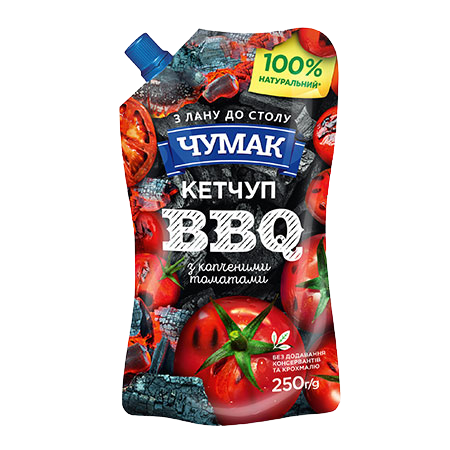 100%
НАТУРАЛЬНИЙ*
З ЛАНУ ДО СТОЛУ
ЧУМАК
КЕТЧУП
BBQ
з копченими
томатами
БЕЗ ДОДАВАННЯ
КОНСЕРВАНТІВ
ТА КРОХМАЛЮ
250г/g